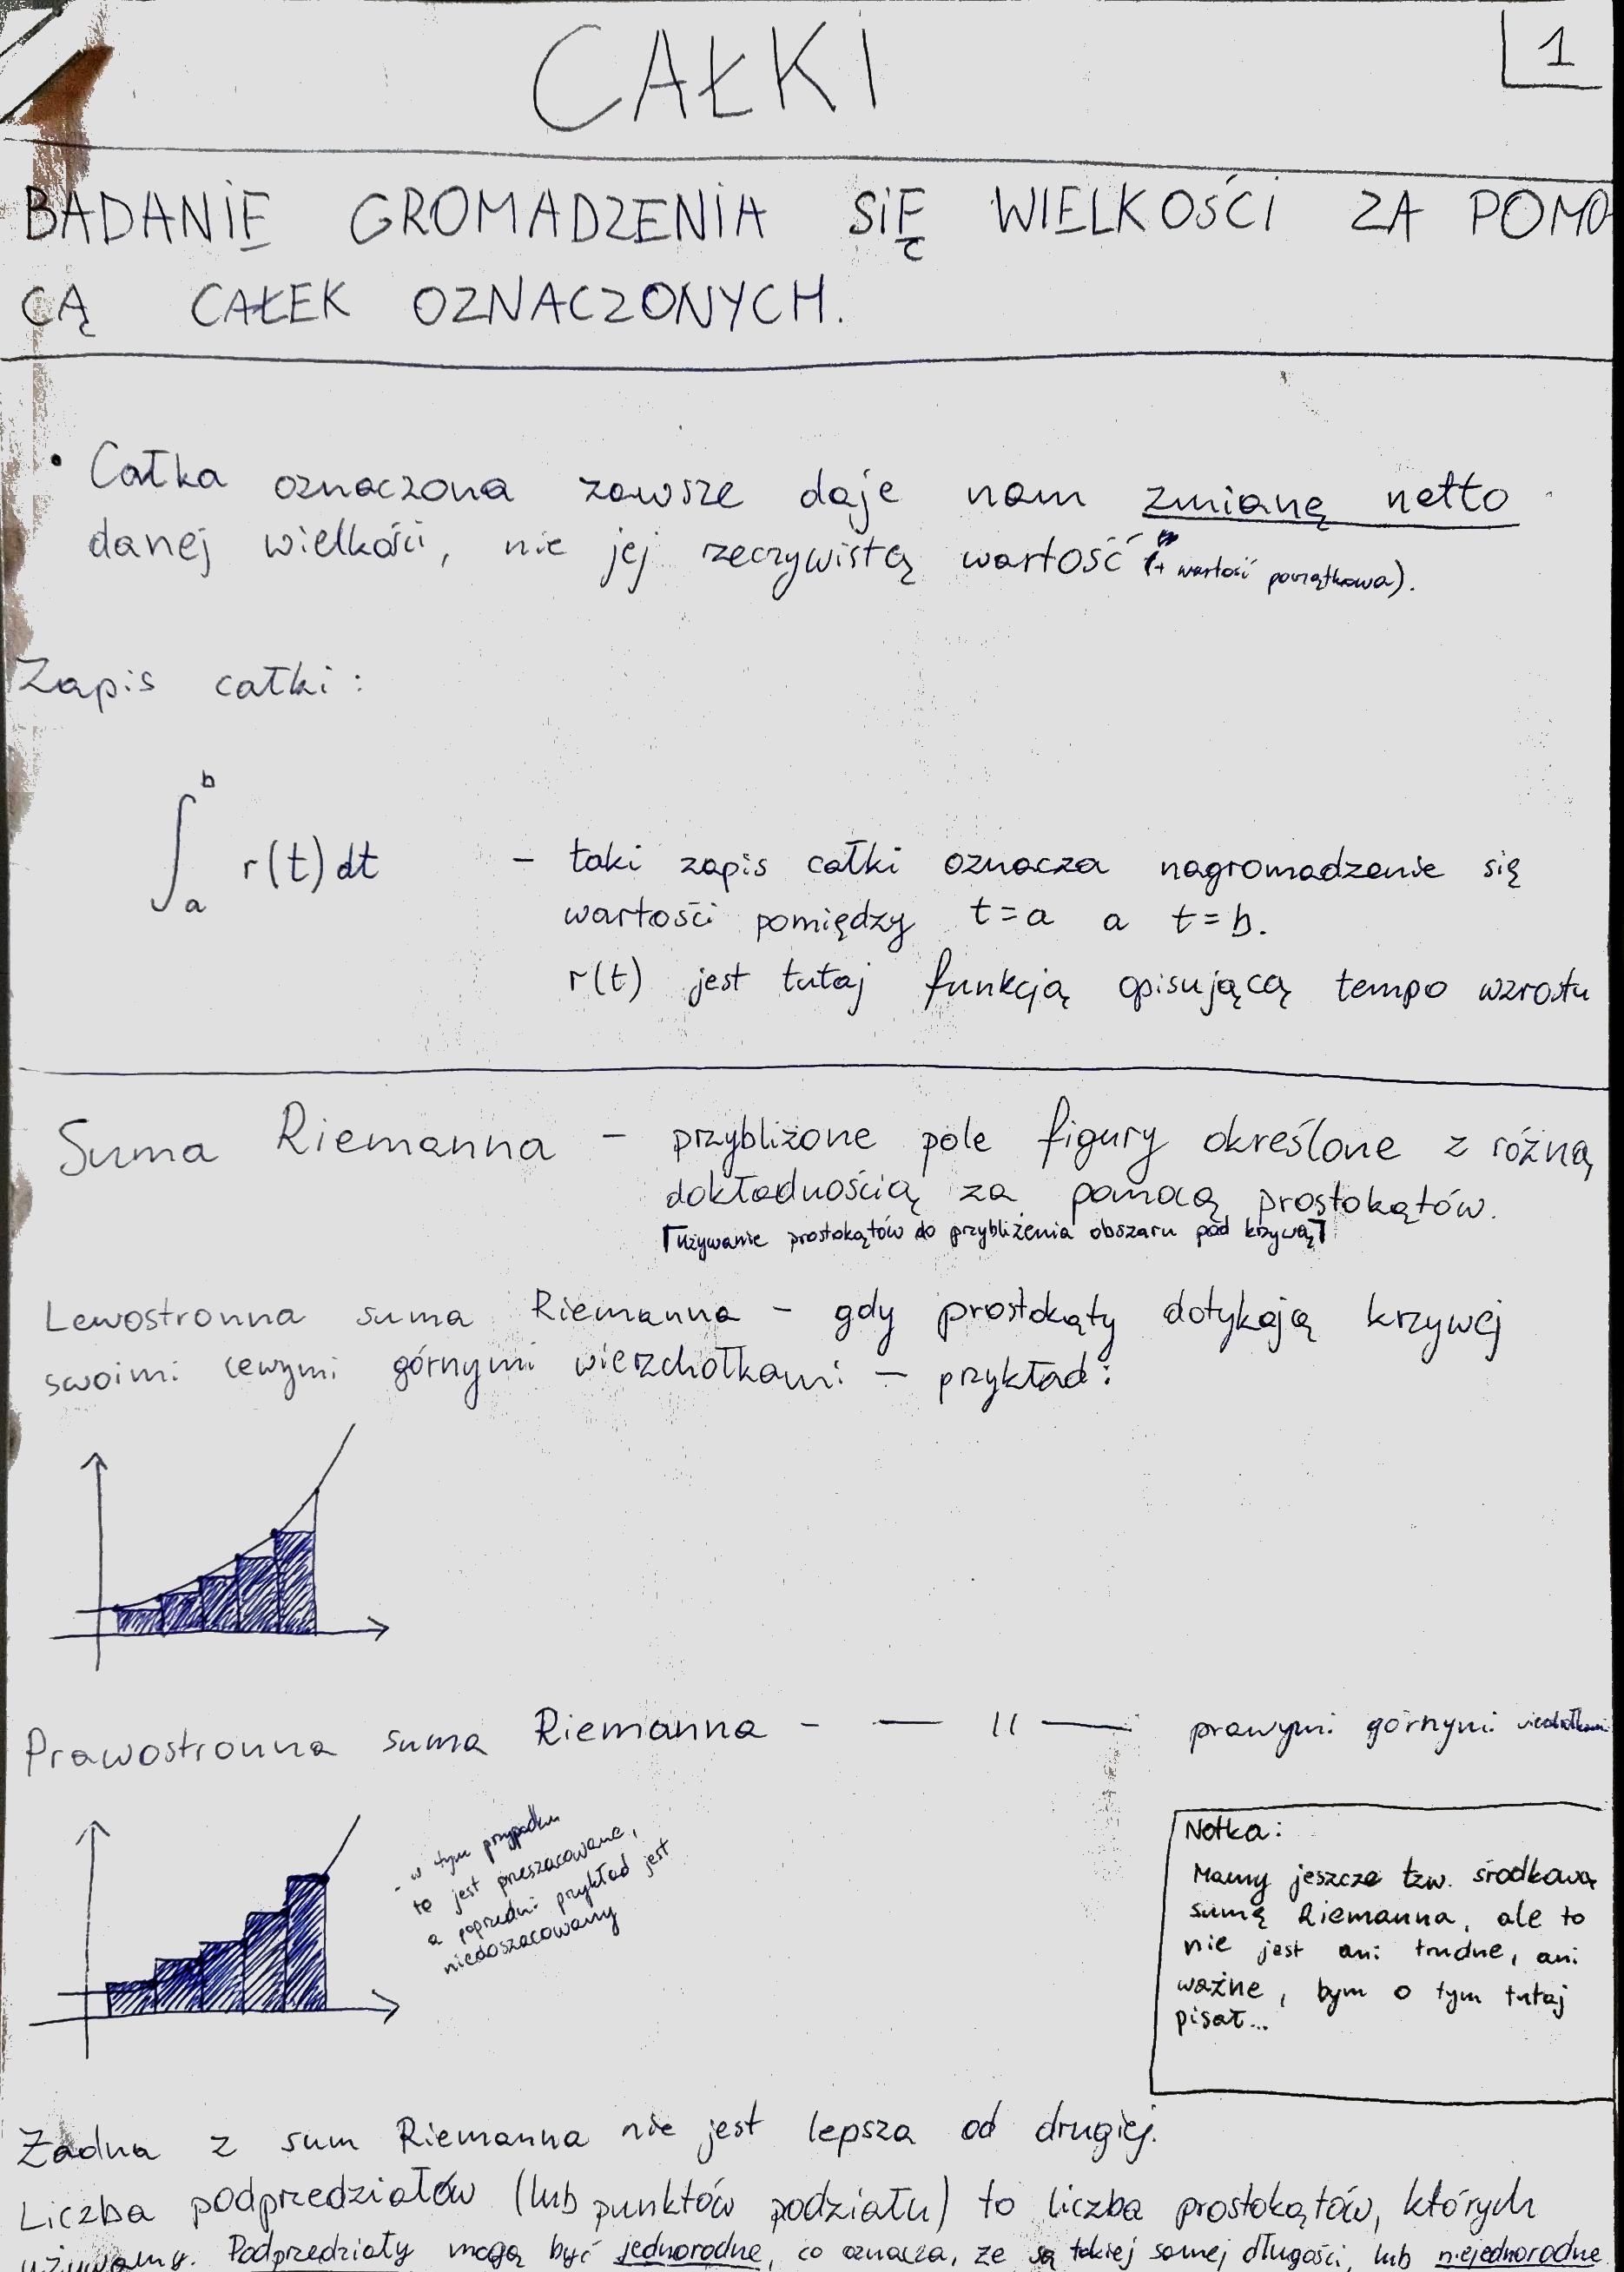 CAŁKI
1
BADANIE GROMADZENIA SIĘ WIELKOŚCI ZA POMO
CĄ CAŁEK OZNACZONYCH.
• Całka oznaczona zawsze daje nam zmianę netto
danej wielkości, nie jej rzeczywistą wartość (+ wartość początkowa).
Zapis całki:
∫_a^b r(t) dt – taki zapis całki oznacza nagromadzenie się
wartości pomiędzy t=a a t=b.
r(t) jest tutaj funkcją opisującą tempo wzrostu
Suma Riemanna – przybliżone pole figury określone z różną
dokładnością za pomocą prostokątów.
[używanie prostokątów do przybliżenia obszaru pod krzywą]
Lewostronna suma Riemanna – gdy prostokąty dotykają krzywej
swoimi lewymi górnymi wierzchołkami – przykład:
Prawostronna suma Riemanna – — 11 — prawymi górnymi
- w tym przypadku
to jest przeszacowane,
a poprzedni przykład jest
niedoszacowany
Notka:
Mamy jeszcze tzw. środkową
sumę Riemanna, ale to
nie jest ani trudne, ani
ważne, bym o tym tutaj
pisał...
Żadna z sum Riemanna nie jest lepsza od drugiej.
Liczba podprzedziałów (lub punktów podziału) to liczba prostokątów, których
używamy. Podprzedziały mogą być jednorodne, co oznacza, że są takiej samej długości, lub niejednorodne